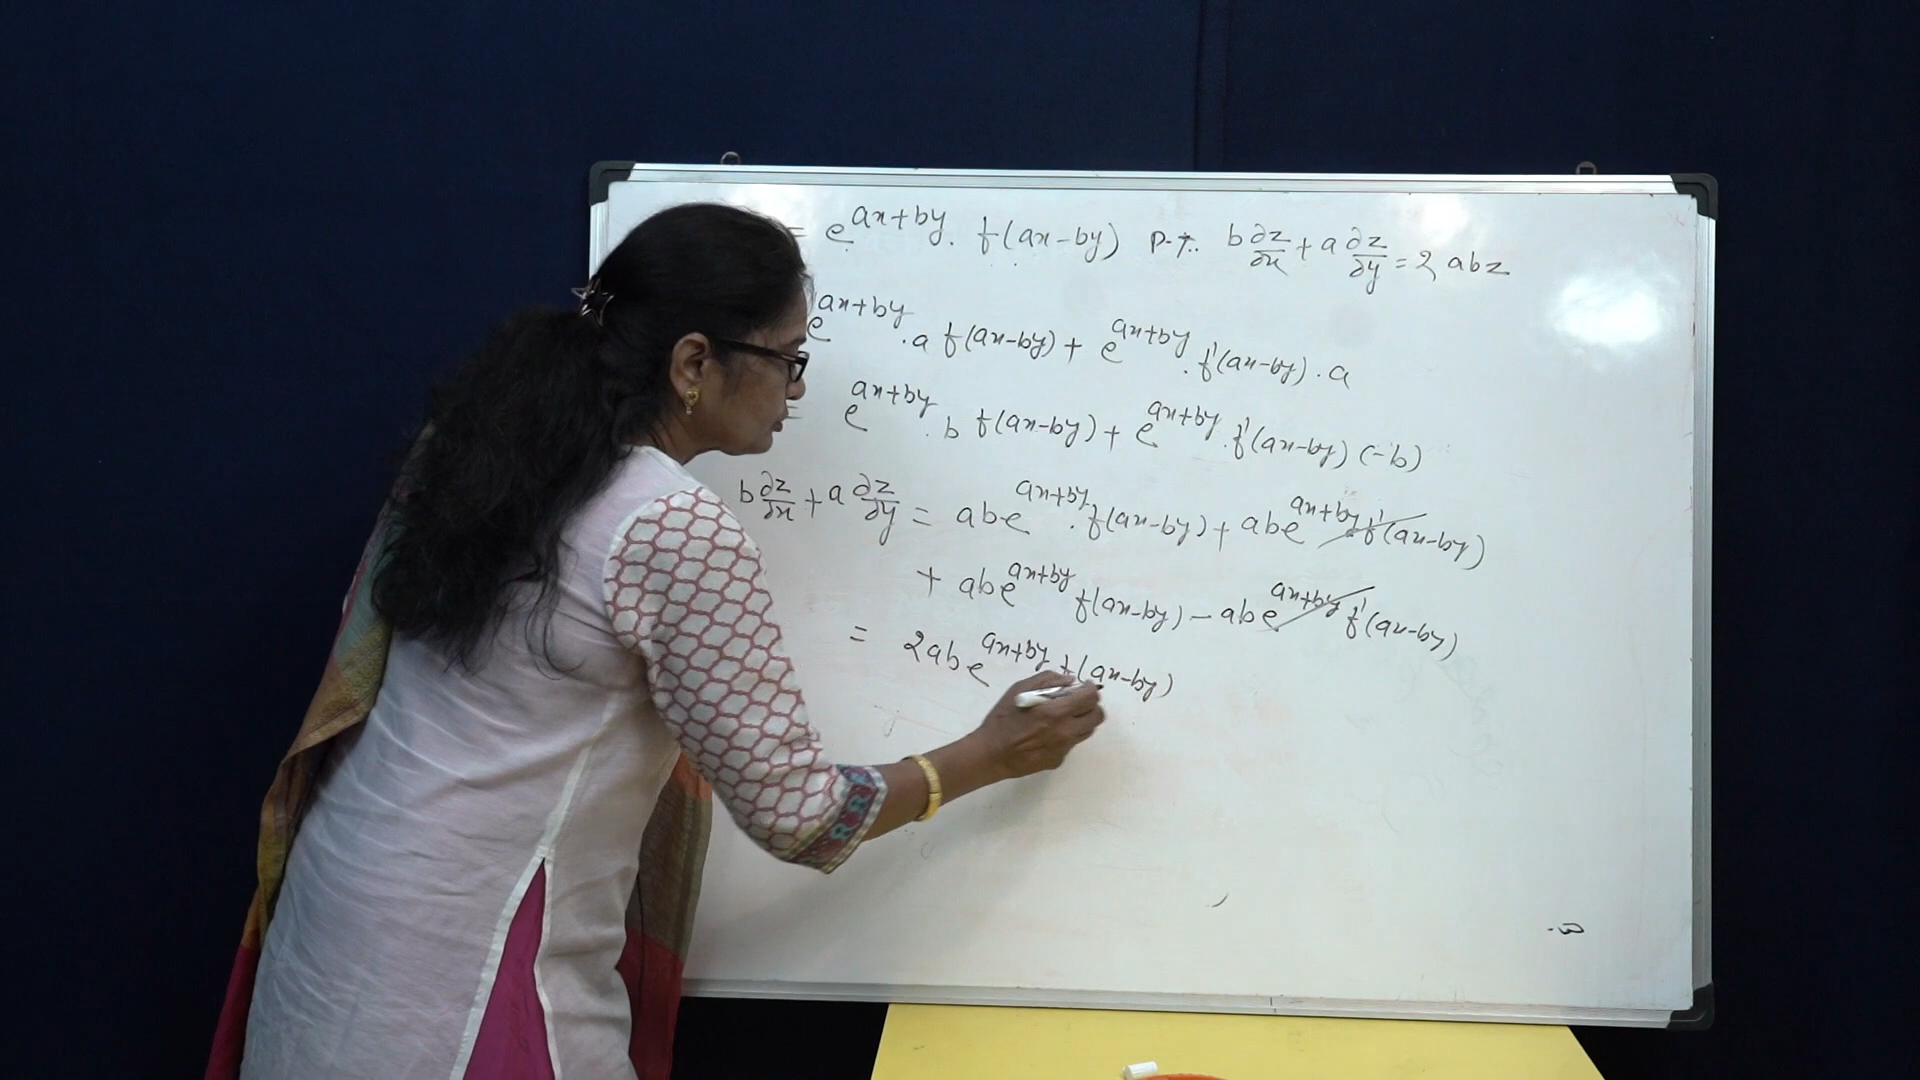 = e^{ax+by} . f(ax-by) P.T. b ∂z/∂x + a ∂z/∂y = 2abz
e^{ax+by} . a f(ax-by) + e^{ax+by} . f'(ax-by) . a
= e^{ax+by} . b f(ax-by) + e^{ax+by} . f'(ax-by) (-b)
b ∂z/∂x + a ∂z/∂y = abe^{ax+by} . f(ax-by) + abe^{ax+by} f'(ax-by)
+ abe^{ax+by} f(ax-by) - abe^{ax+by} f'(ax-by)
= 2abe^{ax+by} f(ax-by)